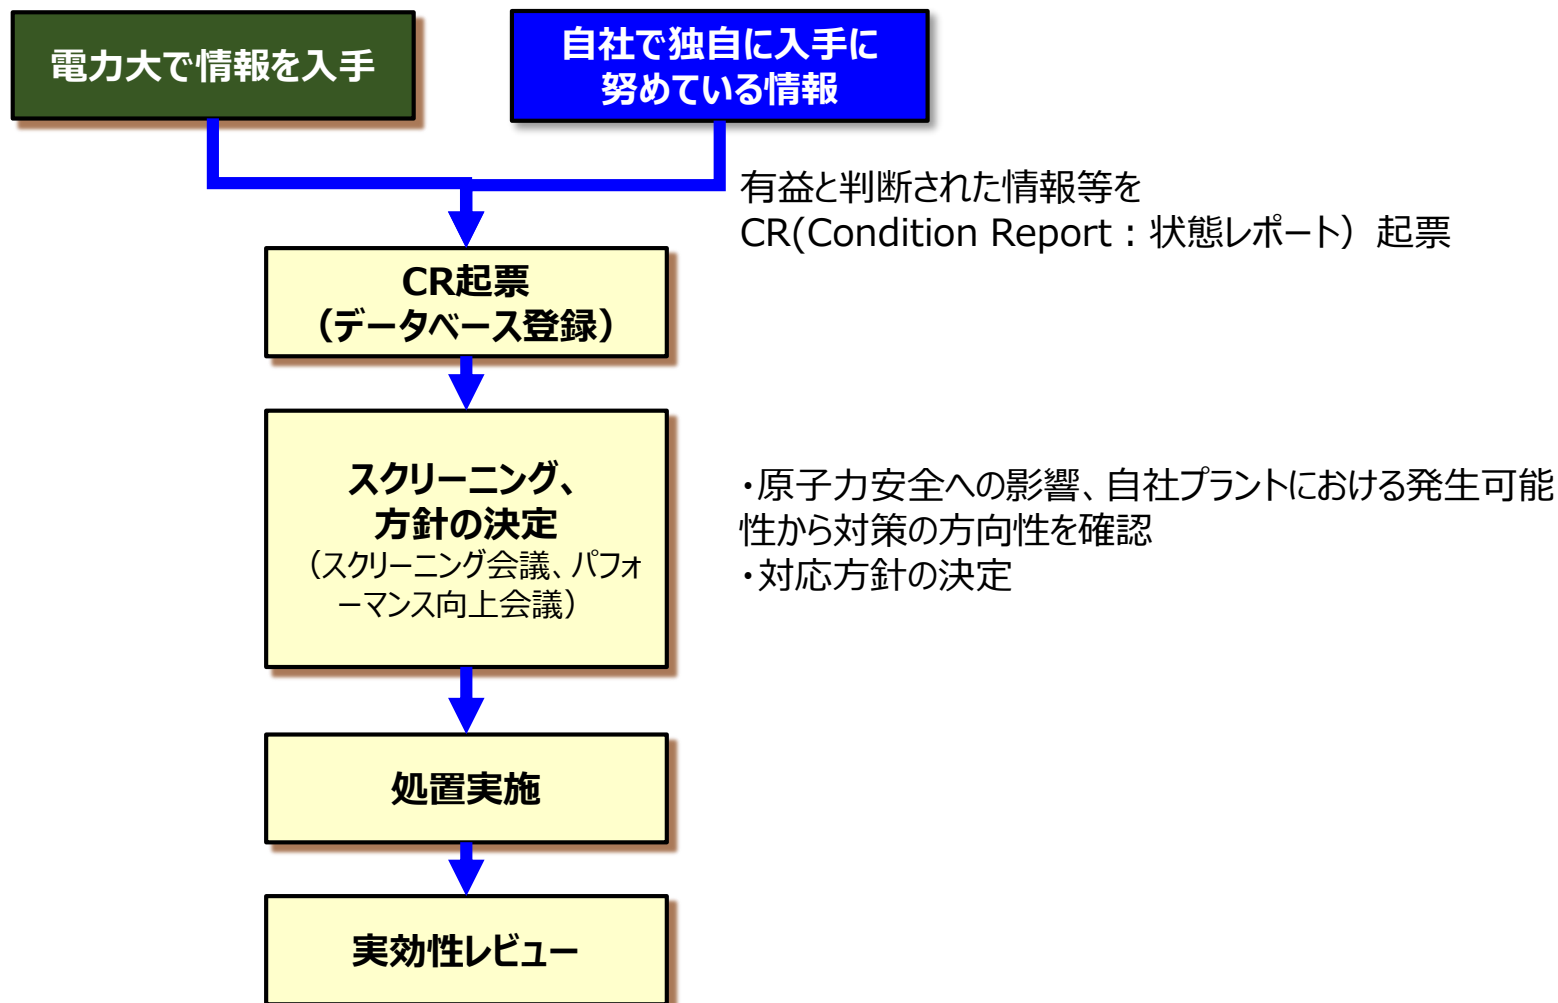 電力大で情報を入手
自社で独自に入手に
努めている情報
有益と判断された情報等を
CR(Condition Report：状態レポート）起票
CR起票
（データベース登録）
スクリーニング、
方針の決定
（スクリーニング会議、パフォ
ーマンス向上会議）
・原子力安全への影響、自社プラントにおける発生可能
性から対策の方向性を確認
・対応方針の決定
処置実施
実効性レビュー